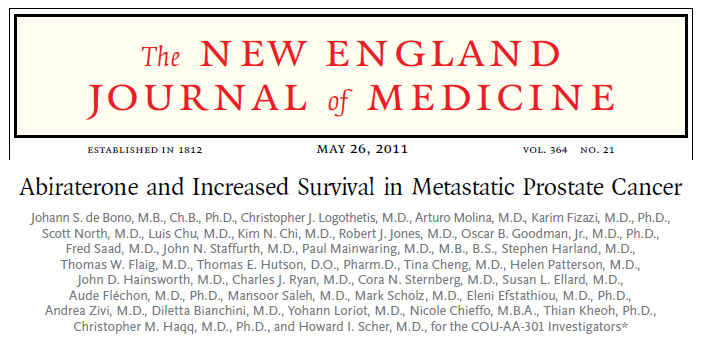 The NEW ENGLAND
JOURNAL of MEDICINE
ESTABLISHED IN 1812 MAY 26, 2011 VOL. 364 NO. 21
Abiraterone and Increased Survival in Metastatic Prostate Cancer
Johann S. de Bono, M.B., Ch.B., Ph.D., Christopher J. Logothetis, M.D., Arturo Molina, M.D., Karim Fizazi, M.D., Ph.D.,
Scott North, M.D., Luis Chu, M.D., Kim N. Chi, M.D., Robert J. Jones, M.D., Oscar B. Goodman, Jr., M.D., Ph.D.,
Fred Saad, M.D., John N. Staffurth, M.D., Paul Mainwaring, M.D., M.B., B.S., Stephen Harland, M.D.,
Thomas W. Flaig, M.D., Thomas E. Hutson, D.O., Pharm.D., Tina Cheng, M.D., Helen Patterson, M.D.,
John D. Hainsworth, M.D., Charles J. Ryan, M.D., Cora N. Sternberg, M.D., Susan L. Ellard, M.D.,
Aude Fléchon, M.D., Ph.D., Mansoor Saleh, M.D., Mark Scholz, M.D., Eleni Efstathiou, M.D., Ph.D.,
Andrea Zivi, M.D., Diletta Bianchini, M.D., Yohann Loriot, M.D., Nicole Chieffo, M.B.A., Thian Kheoh, Ph.D.,
Christopher M. Haqq, M.D., Ph.D., and Howard I. Scher, M.D., for the COU-AA-301 Investigators*